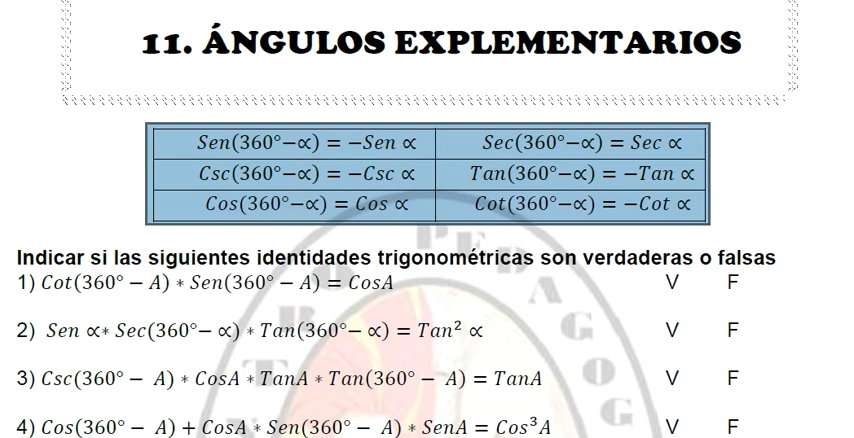 11. ÁNGULOS EXPLEMENTARIOS
Sen(360°−∝) = −Sen ∝ Sec(360°−∝) = Sec ∝
Csc(360°−∝) = −Csc ∝ Tan(360°−∝) = −Tan ∝
Cos(360°−∝) = Cos ∝ Cot(360°−∝) = −Cot ∝
Indicar si las siguientes identidades trigonométricas son verdaderas o falsas
1) Cot(360° − A) ∗ Sen(360° − A) = CosA V F
2) Sen ∝∗ Sec(360°− ∝) ∗ Tan(360°− ∝) = Tan² ∝ V F
3) Csc(360° − A) ∗ CosA ∗ TanA ∗ Tan(360° − A) = TanA V F
4) Cos(360° − A) + CosA ∗ Sen(360° − A) ∗ SenA = Cos³A V F